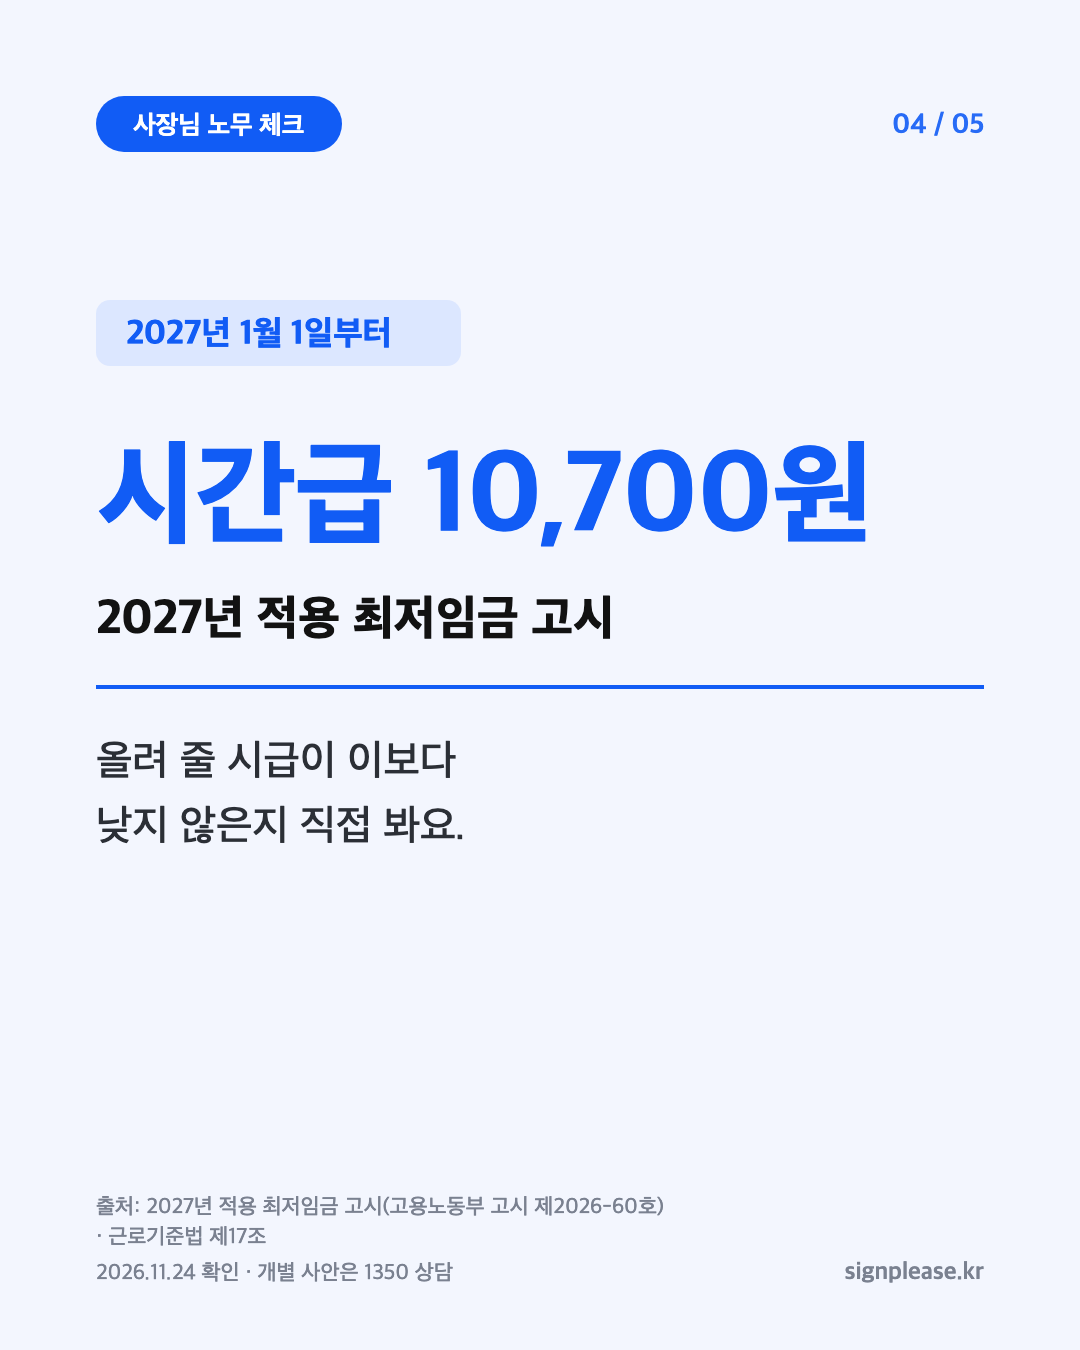 사장님 노무 체크
04 / 05
2027년 1월 1일부터
시간급 10,700원
2027년 적용 최저임금 고시
올려 줄 시급이 이보다
낮지 않은지 직접 봐요.
출처: 2027년 적용 최저임금 고시(고용노동부 고시 제2026-60호)
· 근로기준법 제17조
2026.11.24 확인 · 개별 사안은 1350 상담
signplease.kr